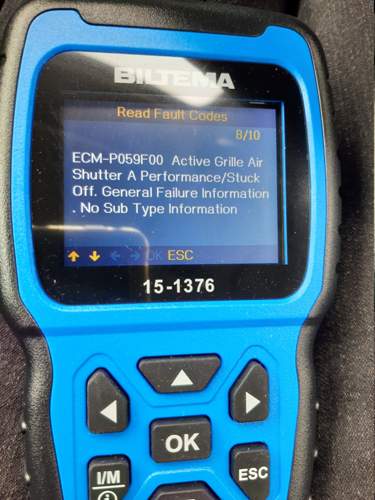 BILTEMA
Read Fault Codes
8/10
ECM-P059F00 Active Grille Air
Shutter A Performance/Stuck
Off. General Failure Information
. No Sub Type Information
OK ESC
15-1376
OK
I/M
ESC